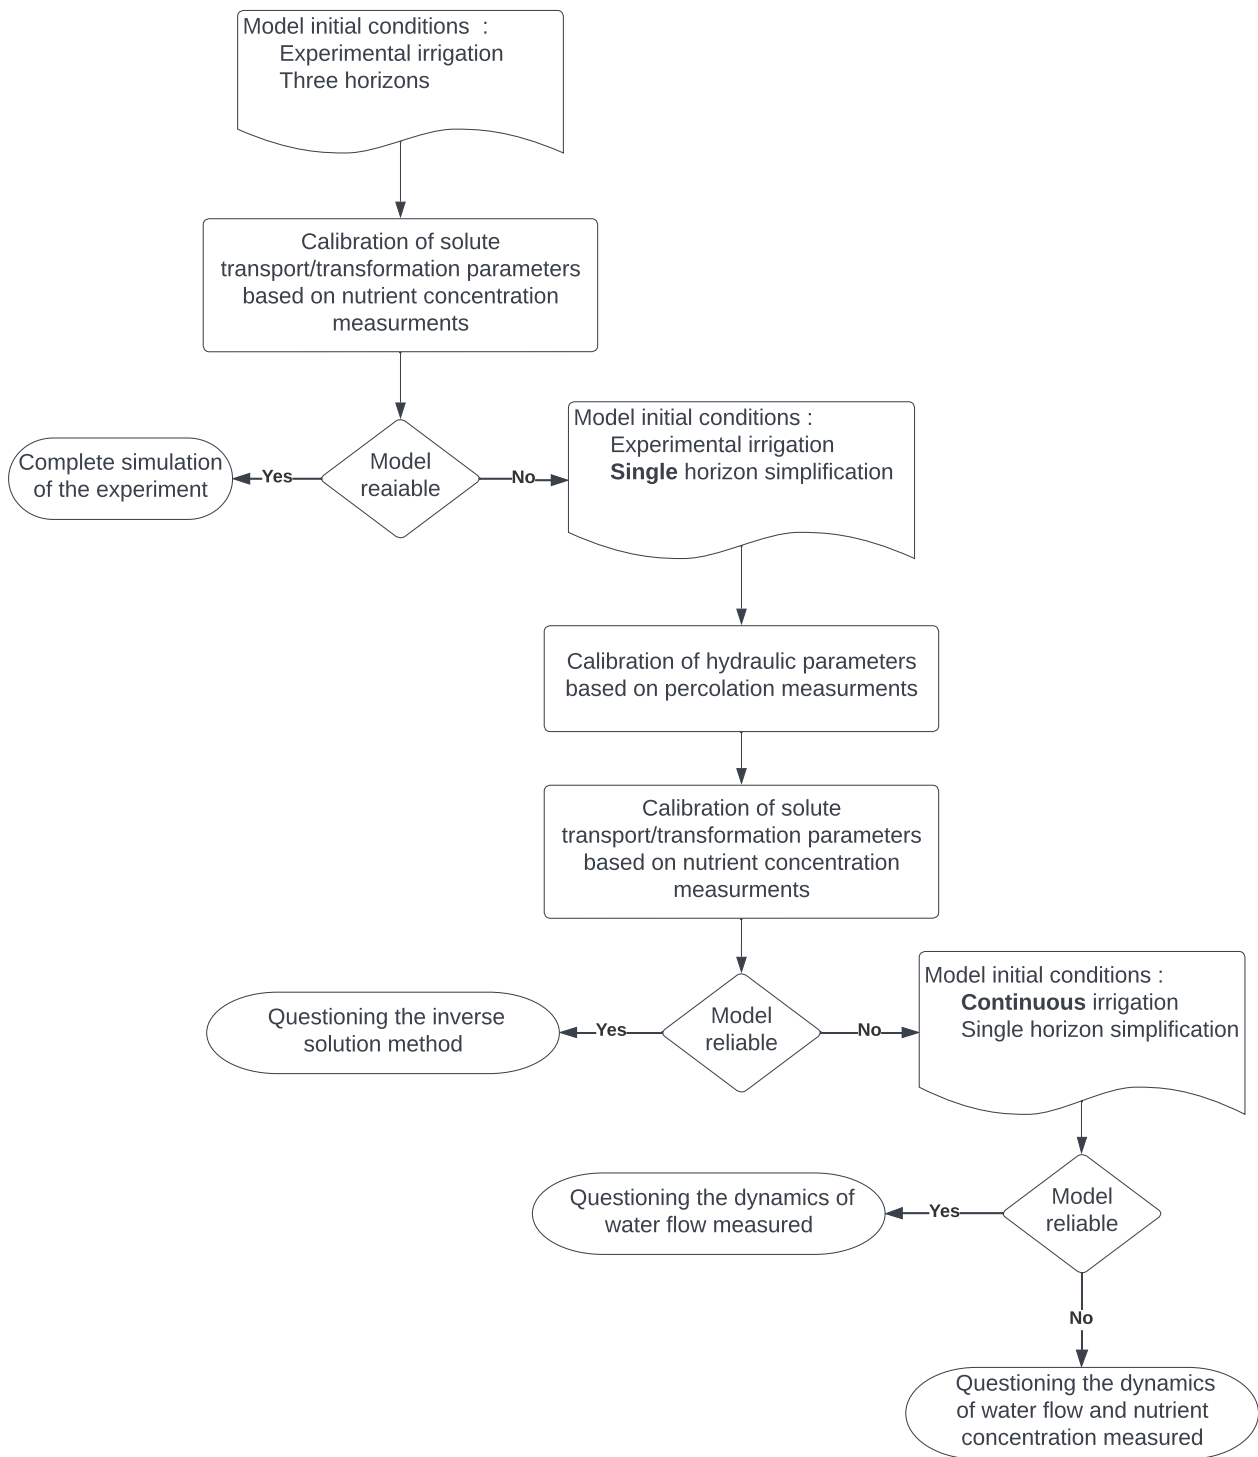 Model initial conditions  :
Experimental irrigation
Three horizons
Calibration of solute
transport/transformation parameters
based on nutrient concentration
measurments
Model
reaiable
Yes
Complete simulation
of the experiment
No
Model initial conditions :
Experimental irrigation
Single horizon simplification
Calibration of hydraulic parameters
based on percolation measurments
Calibration of solute
transport/transformation parameters
based on nutrient concentration
measurments
Model
reliable
Yes
Questioning the inverse
solution method
No
Model initial conditions :
Continuous irrigation
Single horizon simplification
Model
reliable
Yes
Questioning the dynamics of
water flow measured
No
Questioning the dynamics
of water flow and nutrient
concentration measured